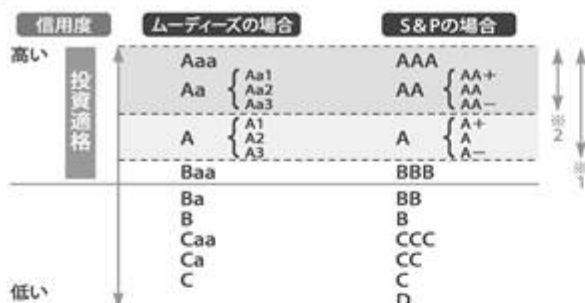 信用度 ムーディーズの場合 S&Pの場合
高い
投資適格
Aaa AAA
Aa { Aa1 Aa2 Aa3 AA { AA+ AA AA−
A { A1 A2 A3 A { A+ A A−
Baa BBB
Ba BB
B B
Caa CCC
Ca CC
C C
低い D
※2
※1